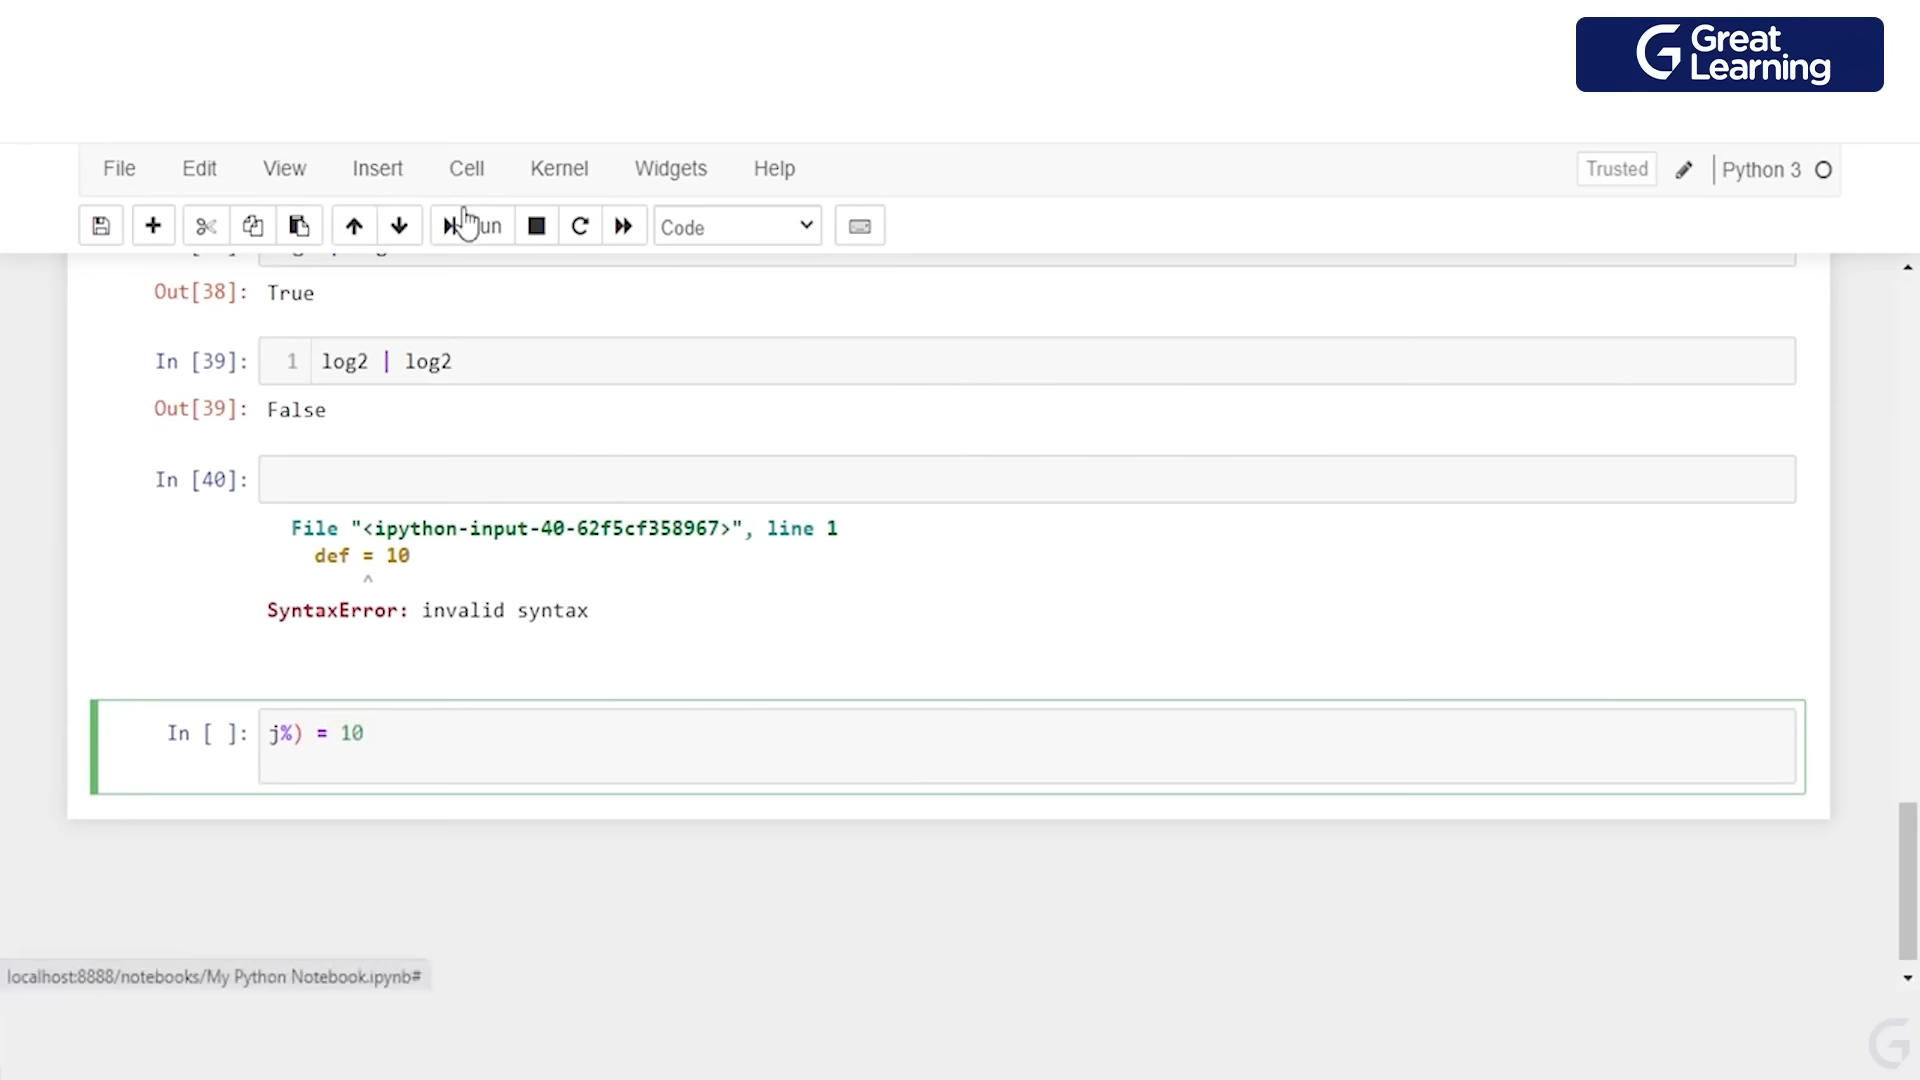 Great
Learning
File Edit View Insert Cell Kernel Widgets Help
Trusted Python 3
Code
Out[38]: True
In [39]: 1 log2 | log2
Out[39]: False
In [40]:
File "<ipython-input-40-62f5cf358967>", line 1
def = 10
^
SyntaxError: invalid syntax
In [ ]: j%) = 10
localhost:8888/notebooks/My Python Notebook.ipynb#